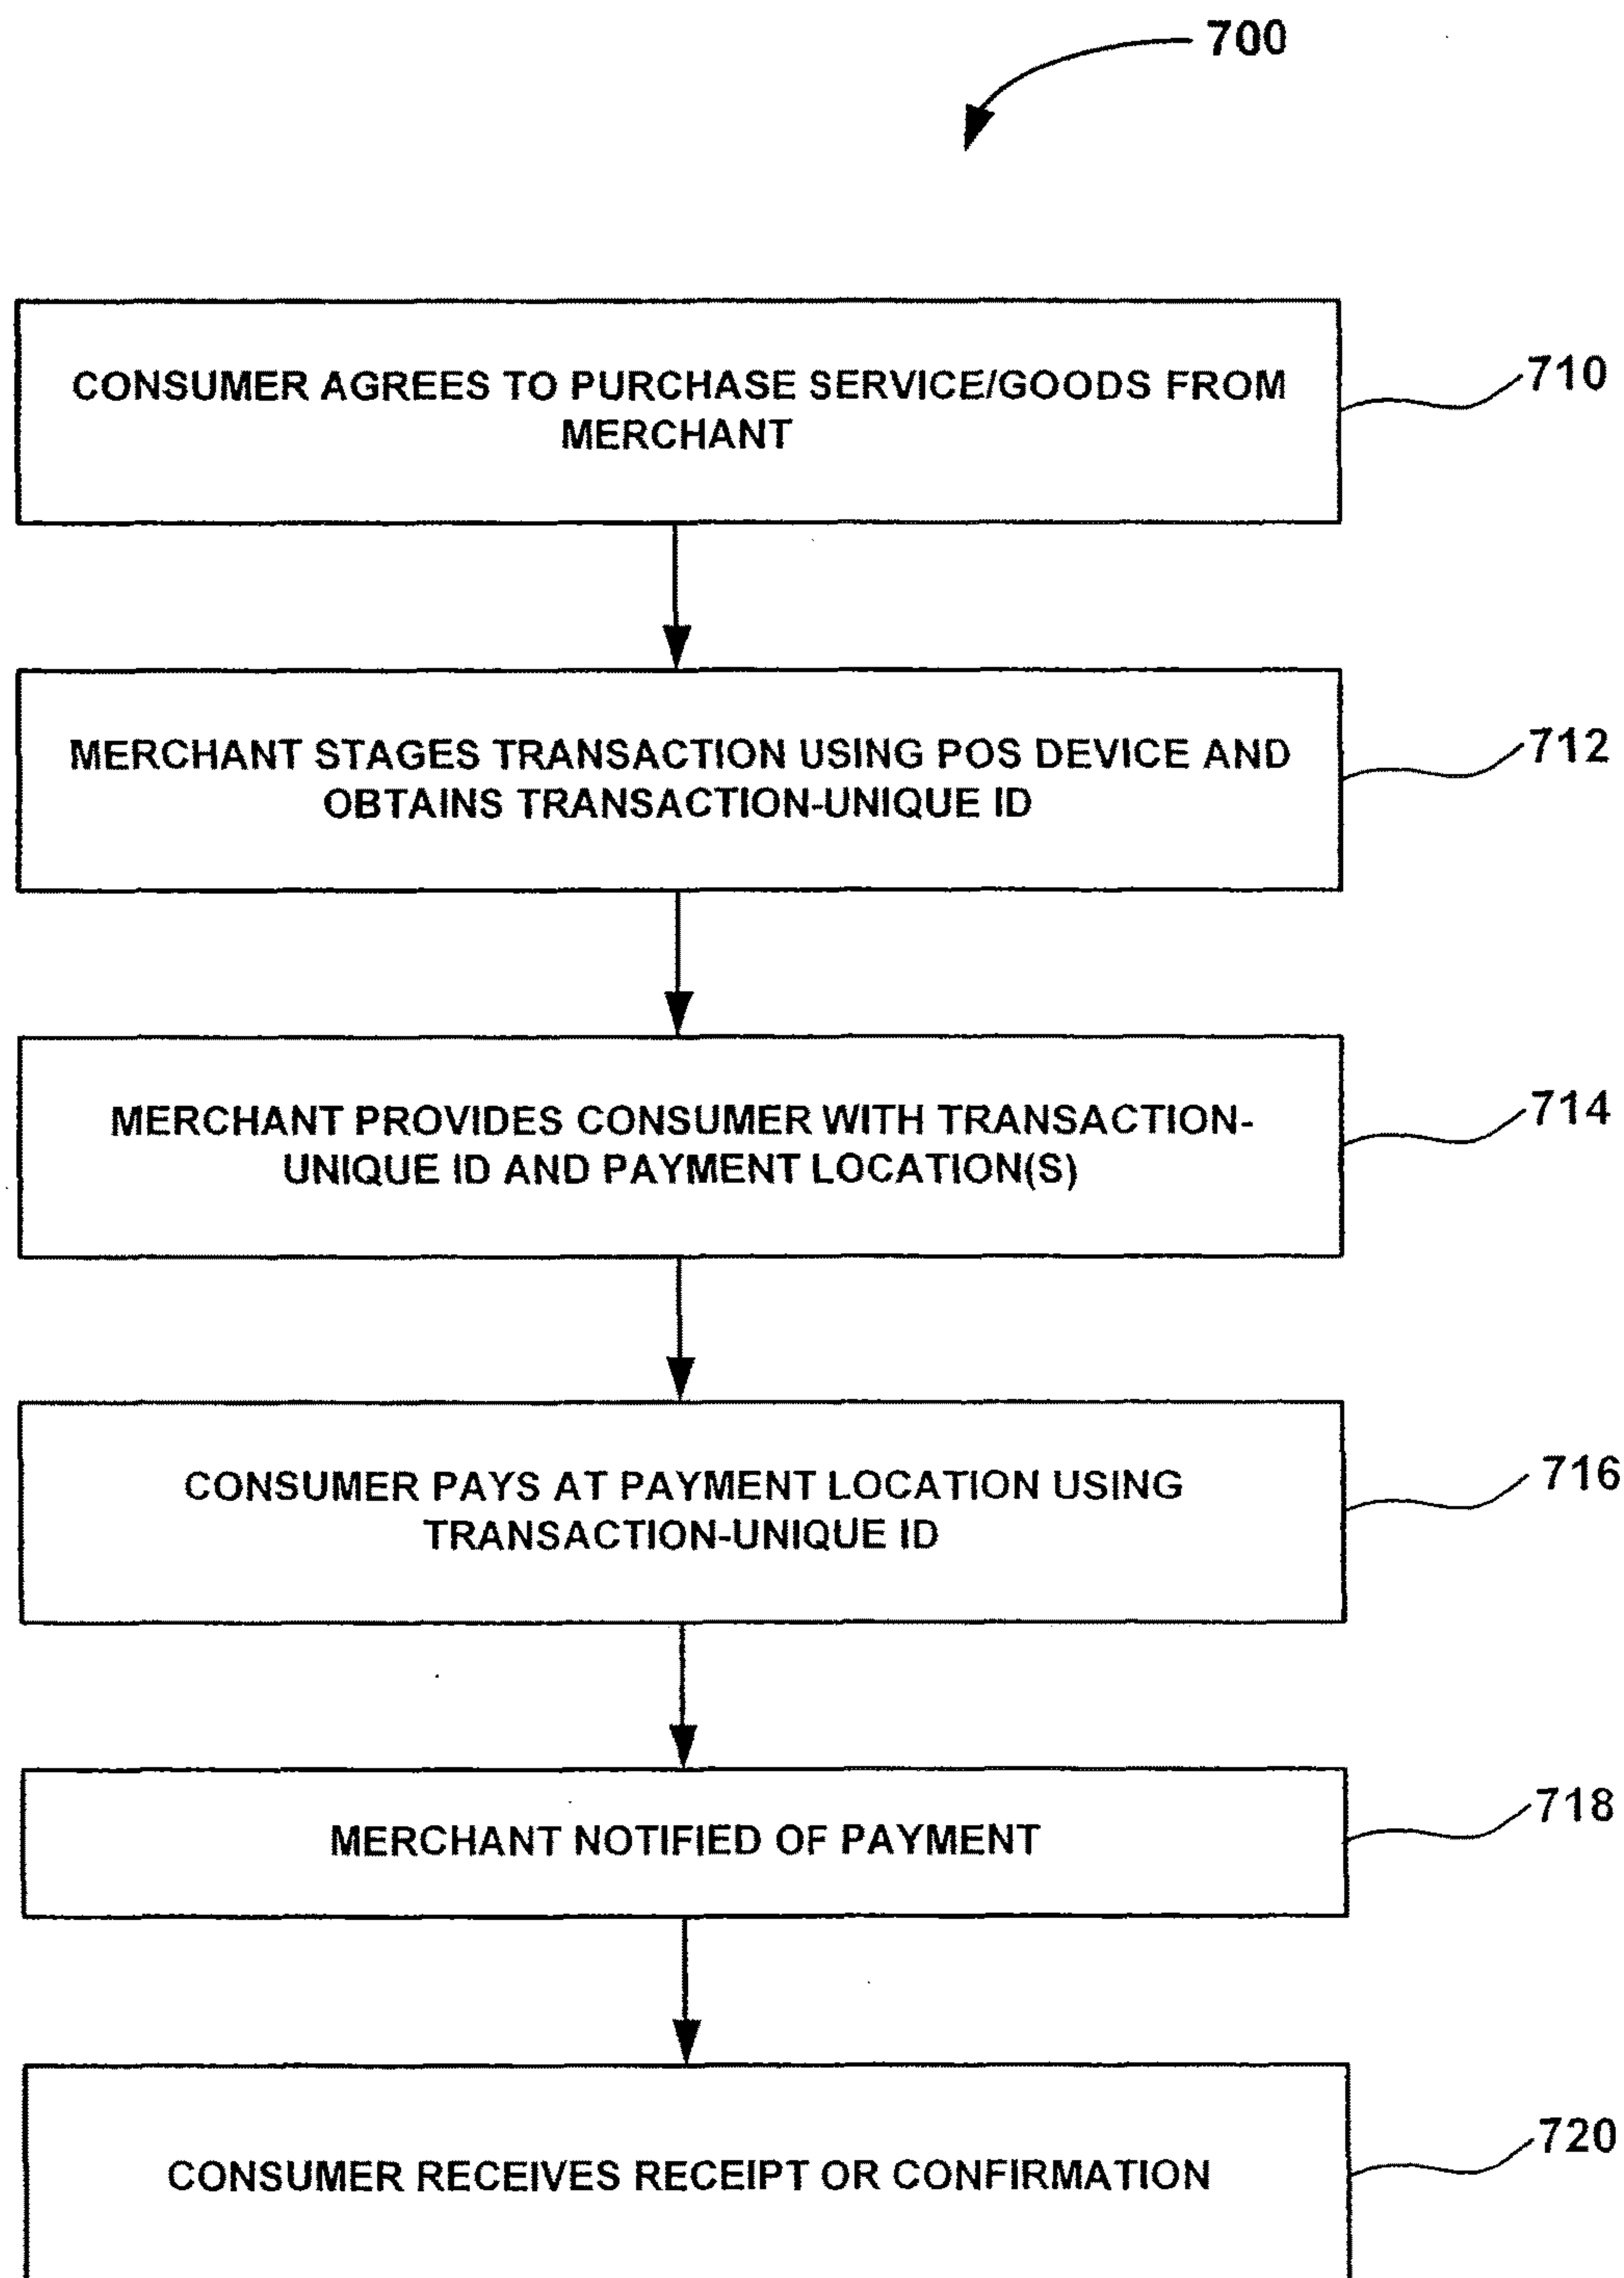 700
CONSUMER AGREES TO PURCHASE SERVICE/GOODS FROM
MERCHANT
710
MERCHANT STAGES TRANSACTION USING POS DEVICE AND
OBTAINS TRANSACTION-UNIQUE ID
712
MERCHANT PROVIDES CONSUMER WITH TRANSACTION-
UNIQUE ID AND PAYMENT LOCATION(S)
714
CONSUMER PAYS AT PAYMENT LOCATION USING
TRANSACTION-UNIQUE ID
716
MERCHANT NOTIFIED OF PAYMENT
718
CONSUMER RECEIVES RECEIPT OR CONFIRMATION
720